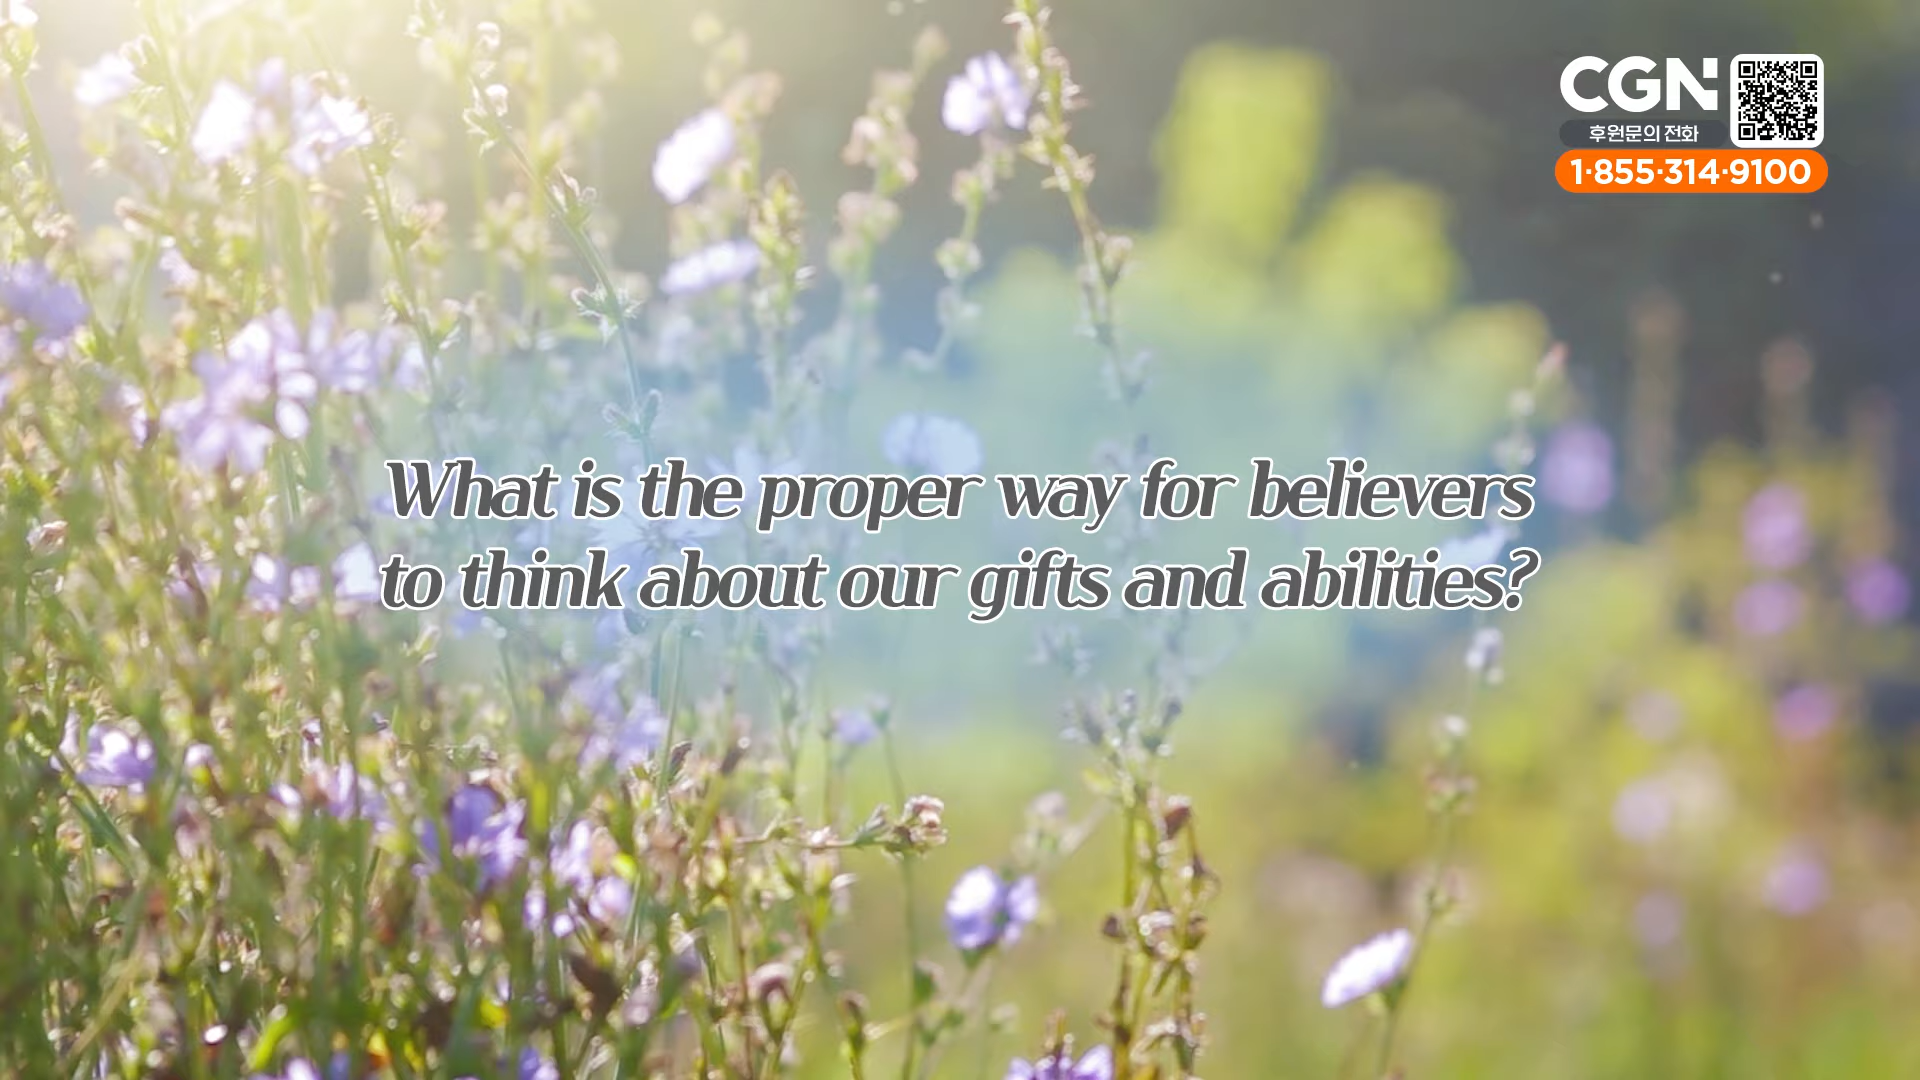 CGN
후원문의 전화
1·855·314·9100
What is the proper way for believers
to think about our gifts and abilities?